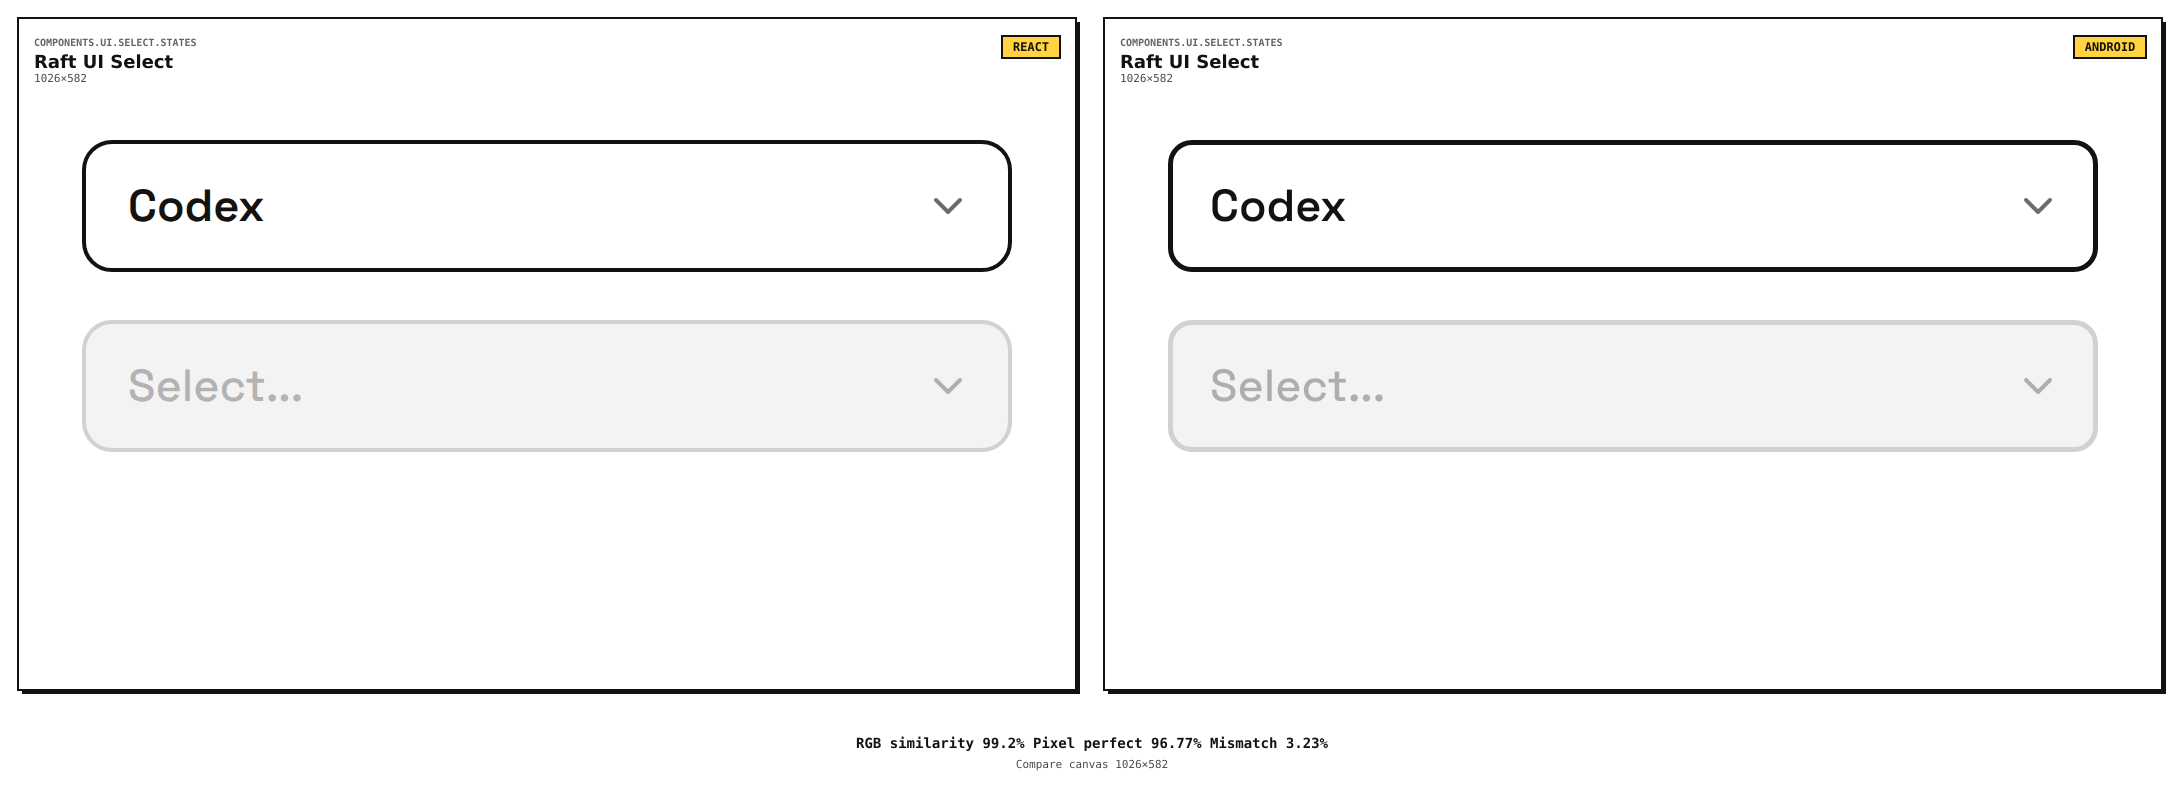 COMPONENTS.UI.SELECT.STATES
Raft UI Select
1026×582
REACT
Codex
Select...
COMPONENTS.UI.SELECT.STATES
Raft UI Select
1026×582
ANDROID
Codex
Select...
RGB similarity 99.2% Pixel perfect 96.77% Mismatch 3.23%
Compare canvas 1026×582